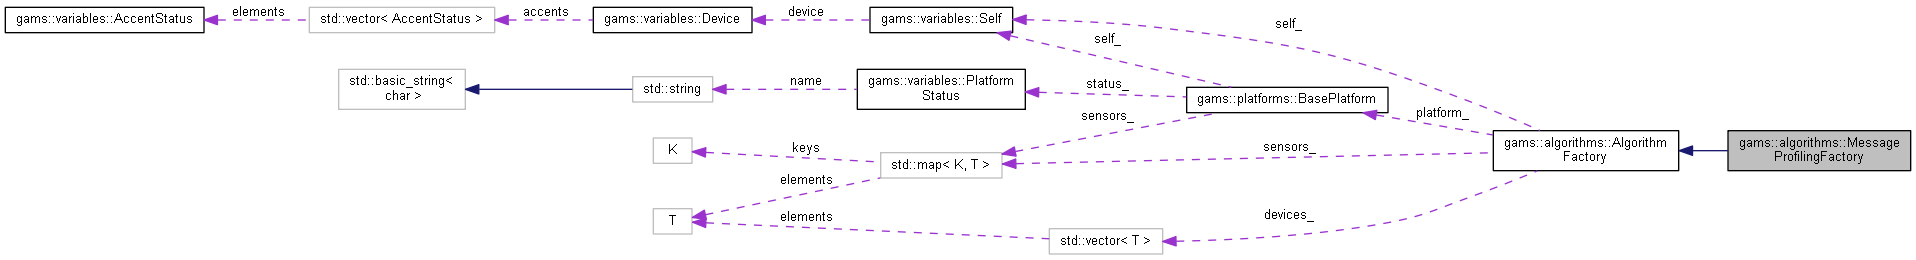 gams::variables::AccentStatus
elements
std::vector< AccentStatus >
accents
gams::variables::Device
device
gams::variables::Self
self_
self_
std::basic_string<
char >
std::string
name
gams::variables::Platform
Status
status_
gams::platforms::BasePlatform
platform_
sensors_
K
keys
std::map< K, T >
sensors_
gams::algorithms::Algorithm
Factory
gams::algorithms::Message
ProfilingFactory
elements
T
elements
std::vector< T >
devices_